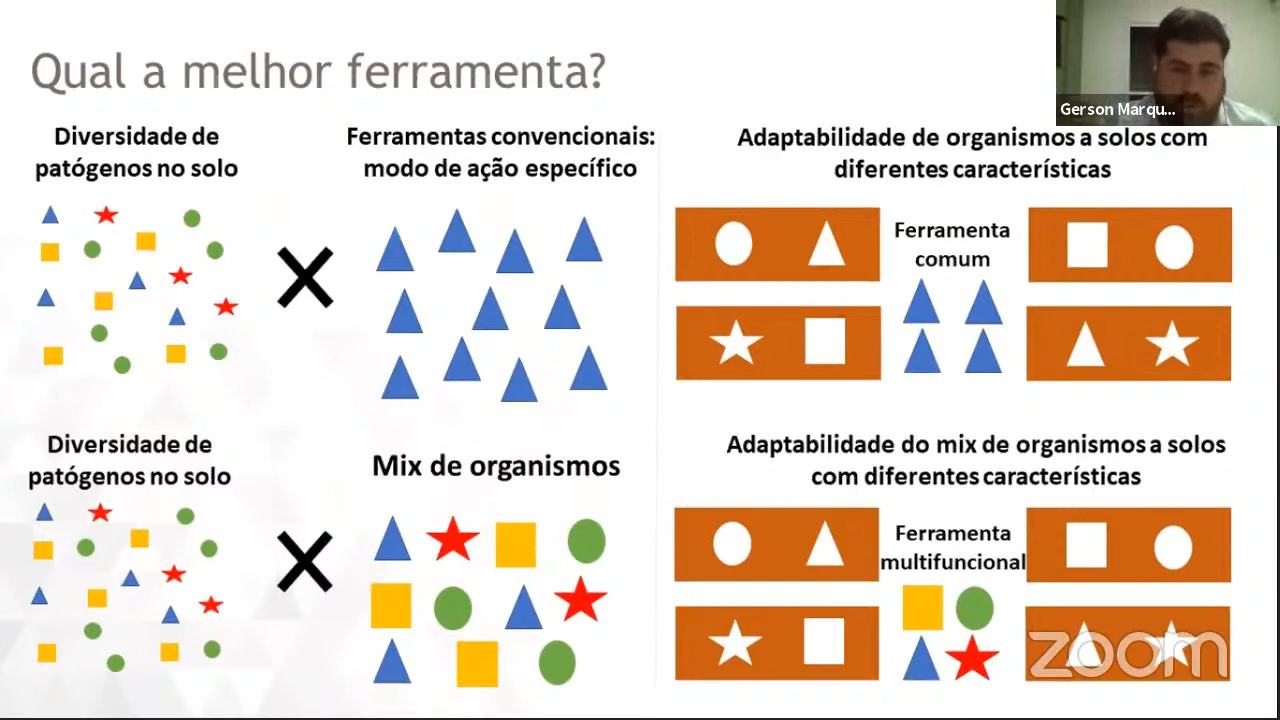 Qual a melhor ferramenta?
Gerson Marqu...
Diversidade de
patógenos no solo
Ferramentas convencionais:
modo de ação específico
Adaptabilidade de organismos a solos com
diferentes características
Ferramenta
comum
Diversidade de
patógenos no solo
Mix de organismos
Adaptabilidade do mix de organismos a solos
com diferentes características
Ferramenta
multifuncional
zoom